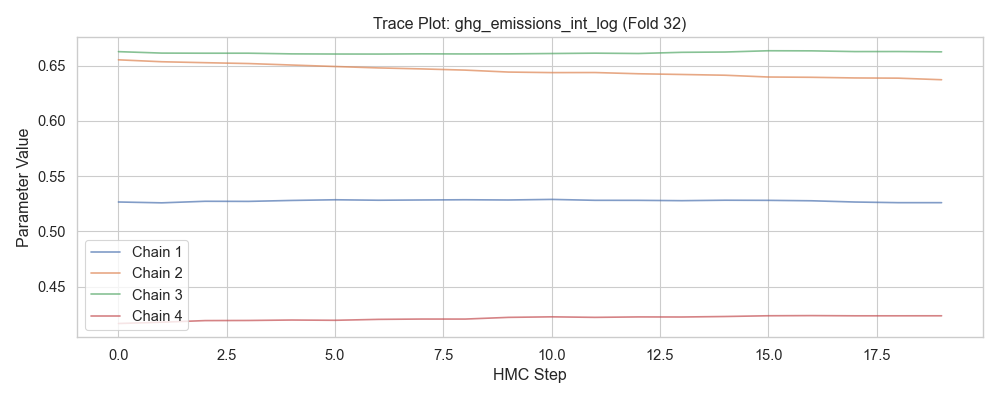 Trace Plot: ghg_emissions_int_log (Fold 32)
Parameter Value
0.65
0.60
0.55
0.50
0.45
Chain 1
Chain 2
Chain 3
Chain 4
0.0 2.5 5.0 7.5 10.0 12.5 15.0 17.5
HMC Step